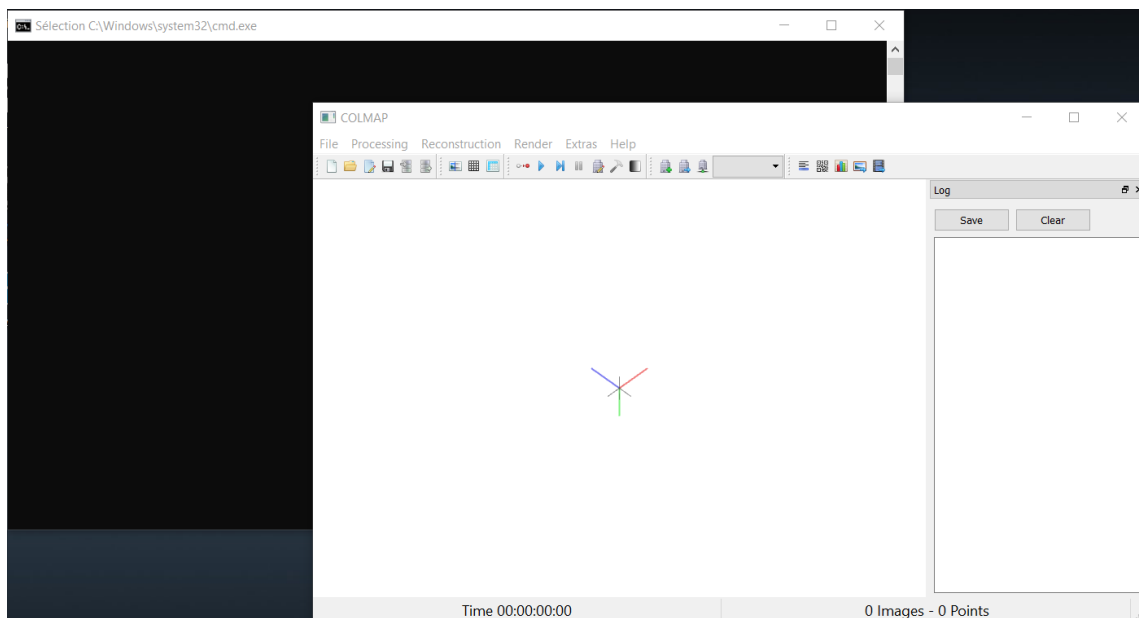 Sélection C:\Windows\system32\cmd.exe
COLMAP
File Processing Reconstruction Render Extras Help
Log
Save Clear
Time 00:00:00:00 0 Images - 0 Points